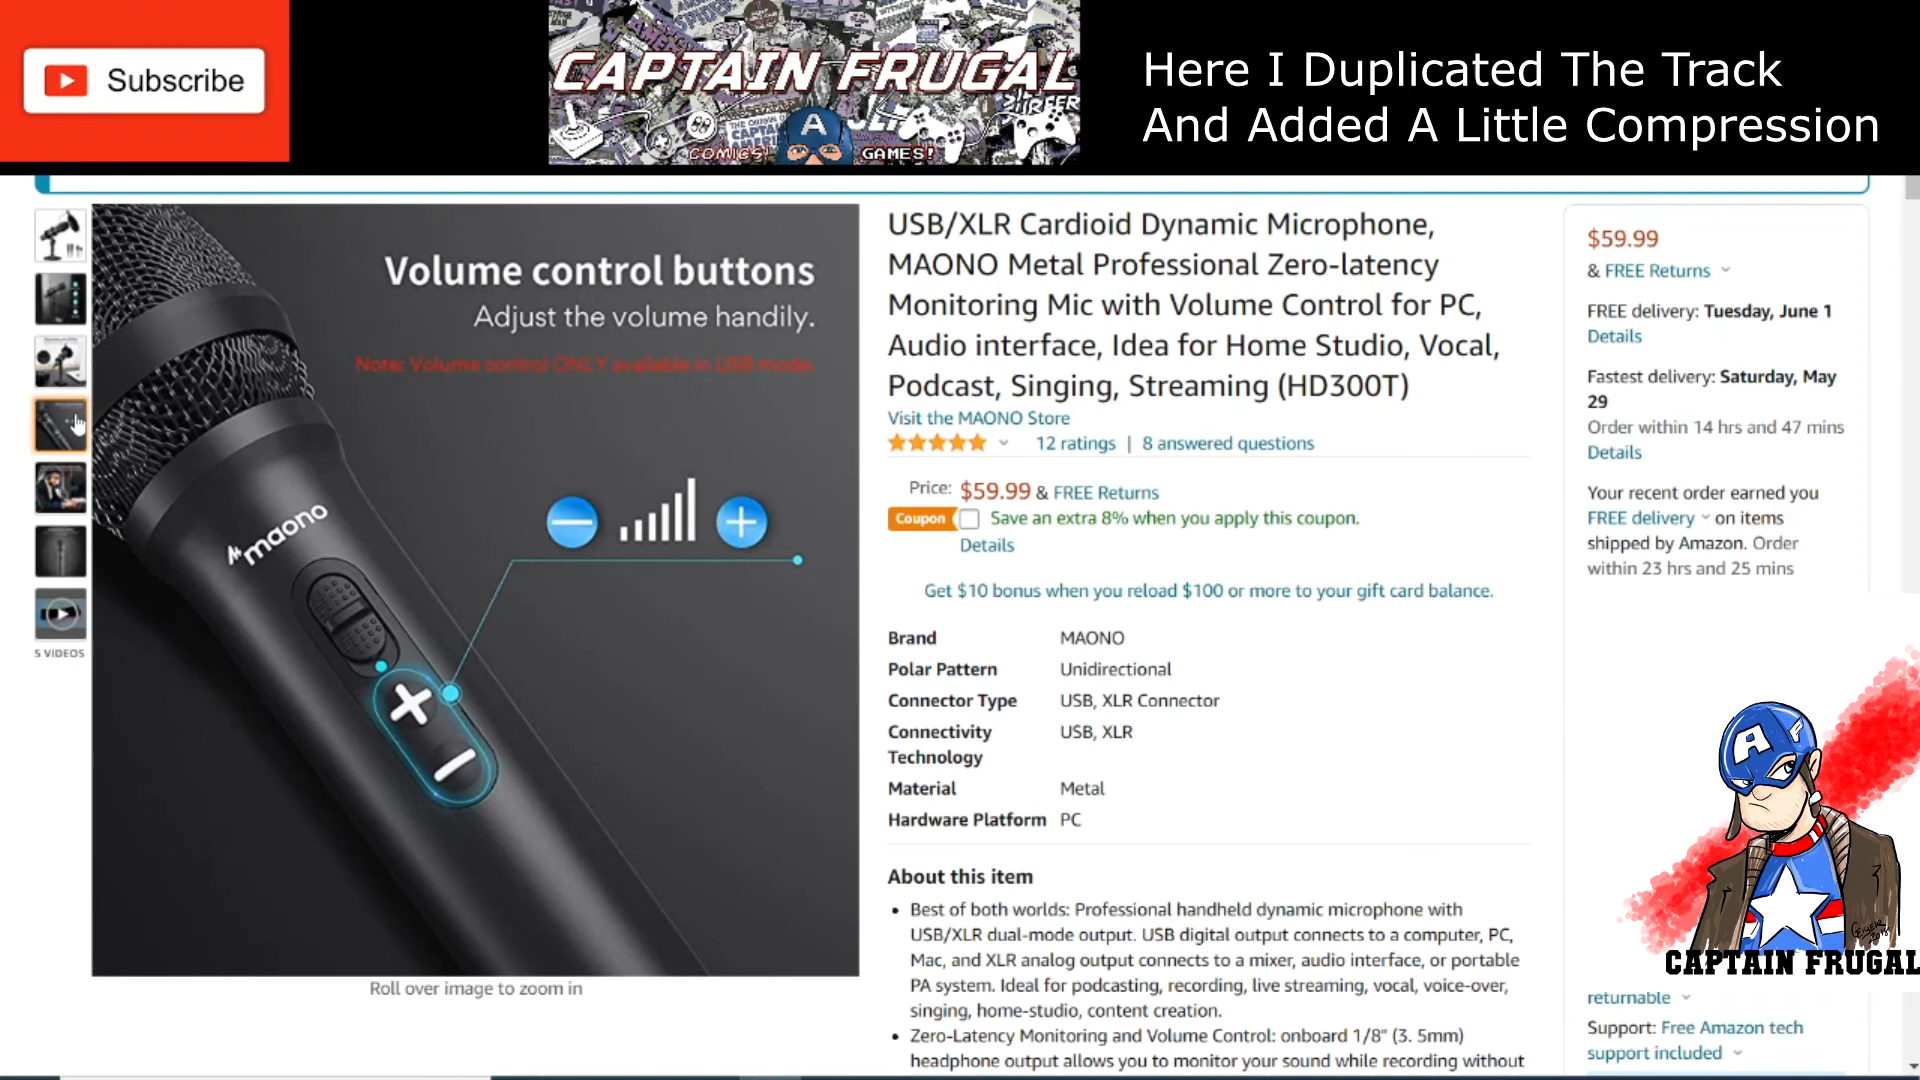 Subscribe
CAPTAIN FRUGAL
COMICS! GAMES!
Here I Duplicated The Track
And Added A Little Compression
Volume control buttons
Adjust the volume handily.
Note: Volume control ONLY available in USB mode.
maono
Roll over image to zoom in
5 VIDEOS
USB/XLR Cardioid Dynamic Microphone,
MAONO Metal Professional Zero-latency
Monitoring Mic with Volume Control for PC,
Audio interface, Idea for Home Studio, Vocal,
Podcast, Singing, Streaming (HD300T)
Visit the MAONO Store
12 ratings | 8 answered questions
Price: $59.99 & FREE Returns
Coupon Save an extra 8% when you apply this coupon.
Details
Get $10 bonus when you reload $100 or more to your gift card balance.
Brand MAONO
Polar Pattern Unidirectional
Connector Type USB, XLR Connector
Connectivity Technology USB, XLR
Material Metal
Hardware Platform PC
About this item
• Best of both worlds: Professional handheld dynamic microphone with
USB/XLR dual-mode output. USB digital output connects to a computer, PC,
Mac, and XLR analog output connects to a mixer, audio interface, or portable
PA system. Ideal for podcasting, recording, live streaming, vocal, voice-over,
singing, home-studio, content creation.
• Zero-Latency Monitoring and Volume Control: onboard 1/8" (3. 5mm)
headphone output allows you to monitor your sound while recording without
$59.99
& FREE Returns
FREE delivery: Tuesday, June 1
Details
Fastest delivery: Saturday, May
29
Order within 14 hrs and 47 mins
Details
Your recent order earned you
FREE delivery on items
shipped by Amazon. Order
within 23 hrs and 25 mins
CAPTAIN FRUGAL
returnable
Support: Free Amazon tech
support included